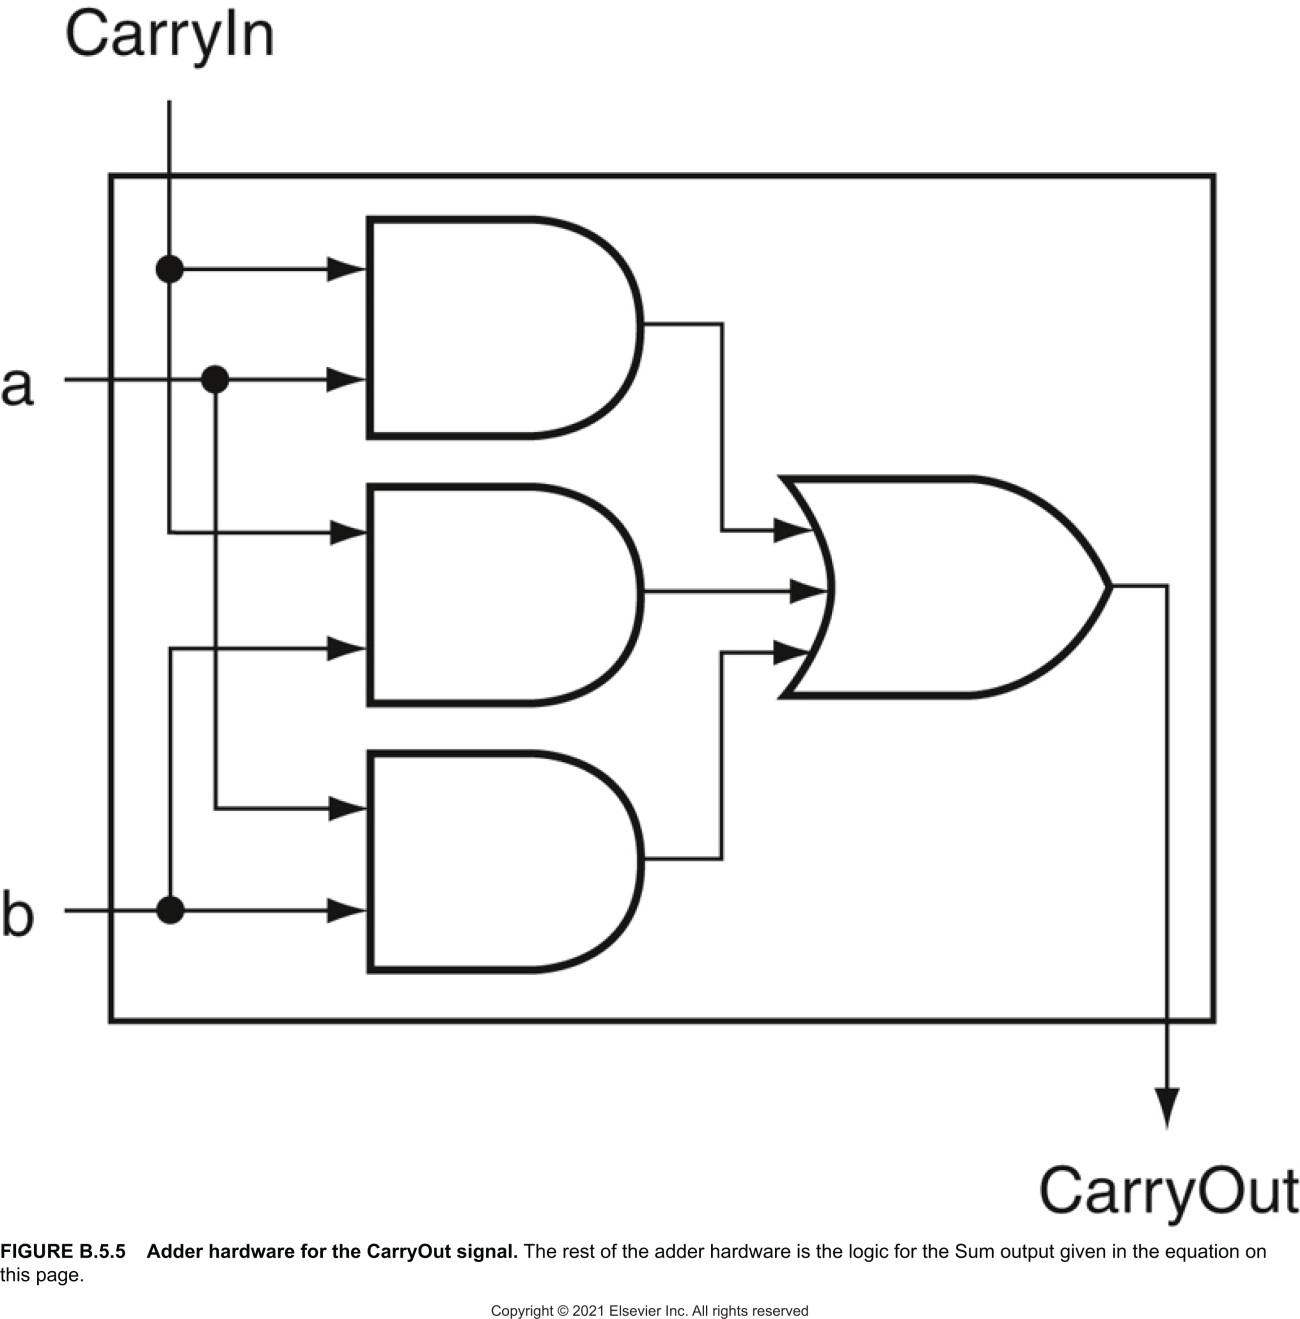 CarryIn
a
b
CarryOut
FIGURE B.5.5 Adder hardware for the CarryOut signal. The rest of the adder hardware is the logic for the Sum output given in the equation on
this page.
Copyright © 2021 Elsevier Inc. All rights reserved